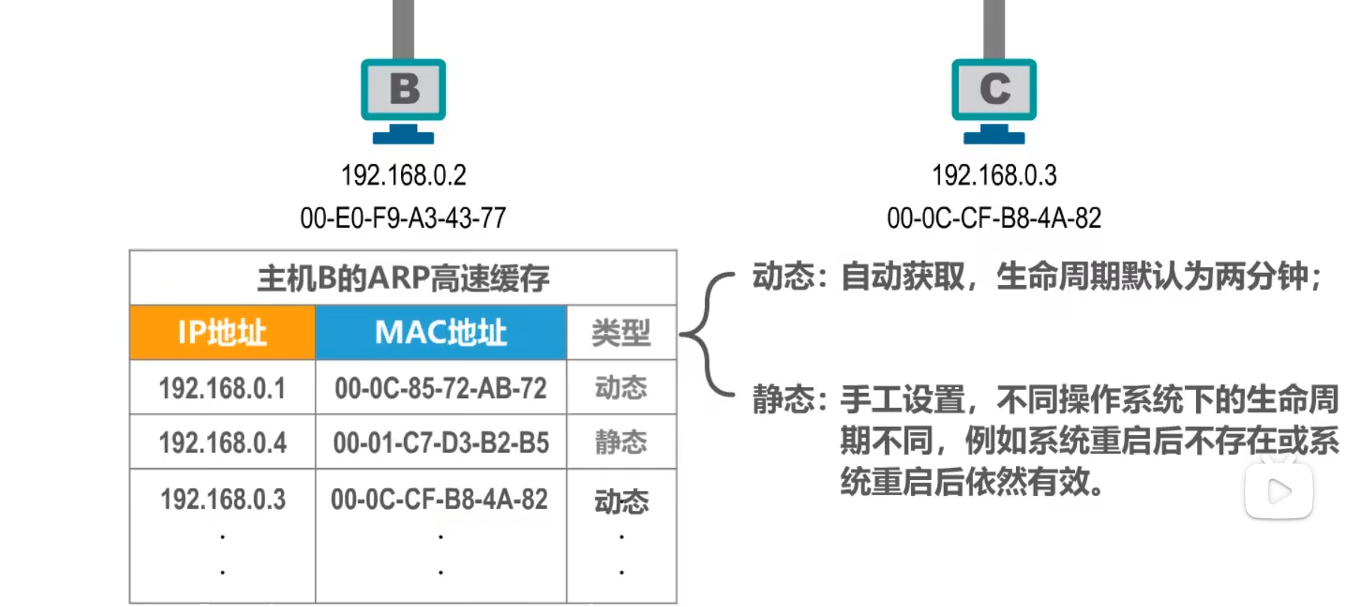 B
C
192.168.0.2
192.168.0.3
00-E0-F9-A3-43-77
00-0C-CF-B8-4A-82
主机B的ARP高速缓存
IP地址 MAC地址 类型
192.168.0.1 00-0C-85-72-AB-72 动态
192.168.0.4 00-01-C7-D3-B2-B5 静态
192.168.0.3 00-0C-CF-B8-4A-82 动态
动态：自动获取，生命周期默认为两分钟；
静态：手工设置，不同操作系统下的生命周
期不同，例如系统重启后不存在或系
统重启后依然有效。